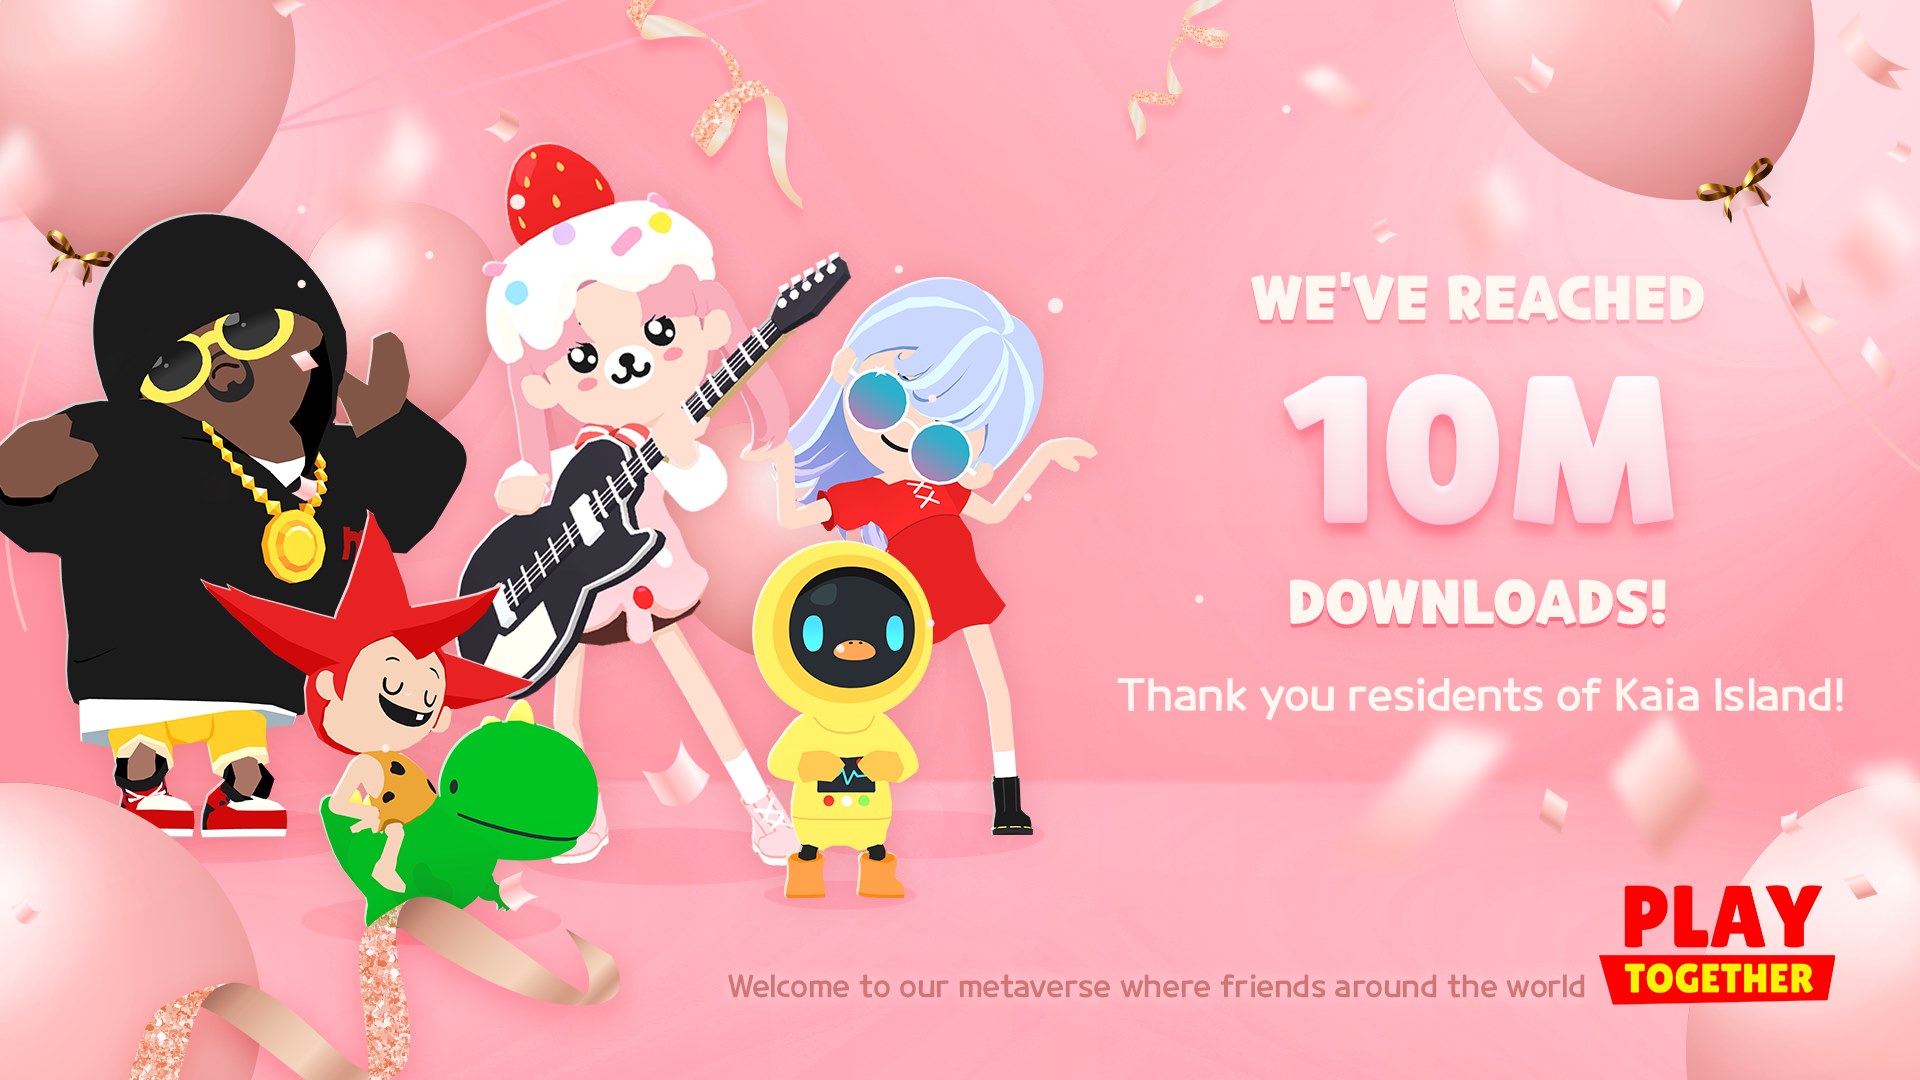 WE'VE REACHED
10M
DOWNLOADS!
Thank you residents of Kaia Island!
Welcome to our metaverse where friends around the world
PLAY
TOGETHER